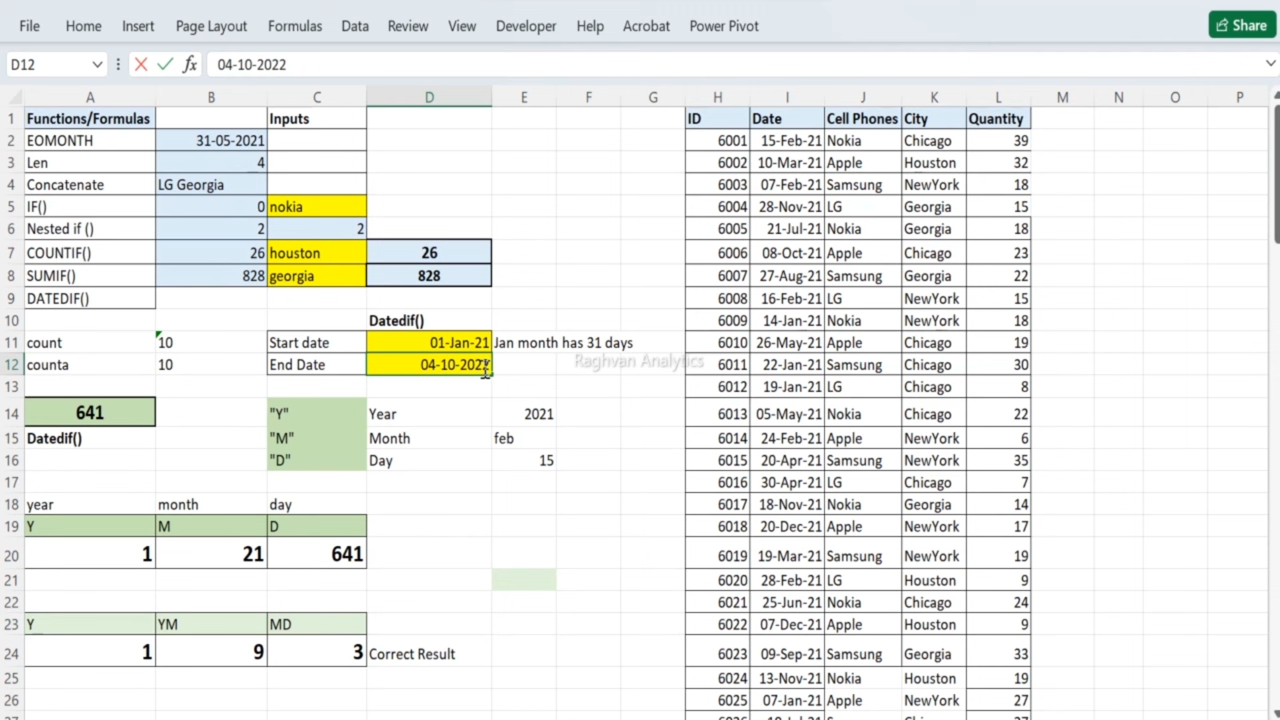 File Home Insert Page Layout Formulas Data Review View Developer Help Acrobat Power Pivot Share
D12 fx 04-10-2022
A B C D E F G H I J K L M N O P
1 Functions/Formulas Inputs ID Date Cell Phones City Quantity
2 EOMONTH 31-05-2021 6001 15-Feb-21 Nokia Chicago 39
3 Len 4 6002 10-Mar-21 Apple Houston 32
4 Concatenate LG Georgia 6003 07-Feb-21 Samsung NewYork 18
5 IF() 0 nokia 6004 28-Nov-21 LG Georgia 15
6 Nested if () 2 2 6005 21-Jul-21 Nokia Georgia 18
7 COUNTIF() 26 houston 26 6006 08-Oct-21 Apple Chicago 23
8 SUMIF() 828 georgia 828 6007 27-Aug-21 Samsung Georgia 22
9 DATEDIF() 6008 16-Feb-21 LG NewYork 15
10 Datedif() 6009 14-Jan-21 Nokia NewYork 18
11 count 10 Start date 01-Jan-21 Jan month has 31 days 6010 26-May-21 Apple Chicago 19
12 counta 10 End Date 04-10-2022 Raghvan Analytics 6011 22-Jan-21 Samsung Chicago 30
13 6012 19-Jan-21 LG Chicago 8
14 641 "Y" Year 2021 6013 05-May-21 Nokia Chicago 22
15 Datedif() "M" Month feb 6014 24-Feb-21 Apple NewYork 6
16 "D" Day 15 6015 20-Apr-21 Samsung NewYork 35
17 6016 30-Apr-21 LG Chicago 7
18 year month day 6017 18-Nov-21 Nokia Georgia 14
19 Y M D 6018 20-Dec-21 Apple NewYork 17
20 1 21 641 6019 19-Mar-21 Samsung NewYork 19
21 6020 28-Feb-21 LG Houston 9
22 6021 25-Jun-21 Nokia Chicago 24
23 Y YM MD 6022 07-Dec-21 Apple Houston 9
24 1 9 3 Correct Result 6023 09-Sep-21 Samsung Georgia 33
25 6024 13-Nov-21 Nokia Houston 19
26 6025 07-Jan-21 Apple NewYork 27